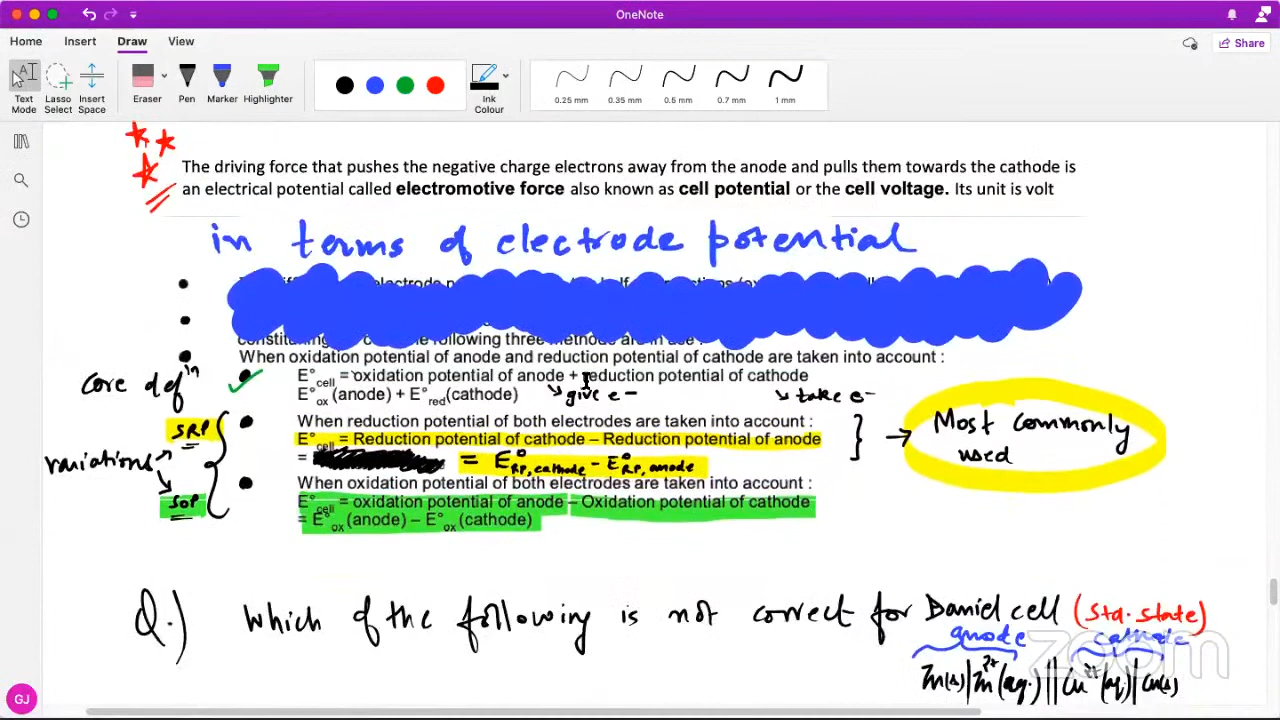 OneNote
Home Insert Draw View
Share
Text Mode
Lasso Select
Insert Space
Eraser
Pen
Marker
Highlighter
Ink Colour
0.25 mm 0.35 mm 0.5 mm 0.7 mm 1 mm
The driving force that pushes the negative charge electrons away from the anode and pulls them towards the cathode is
an electrical potential called electromotive force also known as cell potential or the cell voltage. Its unit is volt
in terms of electrode potential
following three methods are in use :
When oxidation potential of anode and reduction potential of cathode are taken into account :
core defⁱⁿ
E°cell = oxidation potential of anode + reduction potential of cathode
E°ox (anode) + E°red (cathode)
give e–
take e–
When reduction potential of both electrodes are taken into account :
SRP
E°cell = Reduction potential of cathode – Reduction potential of anode
= = E°RP, cathode - E°RP, anode
Most commonly
used
variations
When oxidation potential of both electrodes are taken into account :
SOP
E°cell = oxidation potential of anode – Oxidation potential of cathode
= E°ox (anode) – E°ox (cathode)
Q.) Which of the following is not correct for Daniel cell (std. state)
anode cathode
Zn(s)|Zn2+(aq.)||Cu2+(aq)|Cu(s)
zoom
GJ